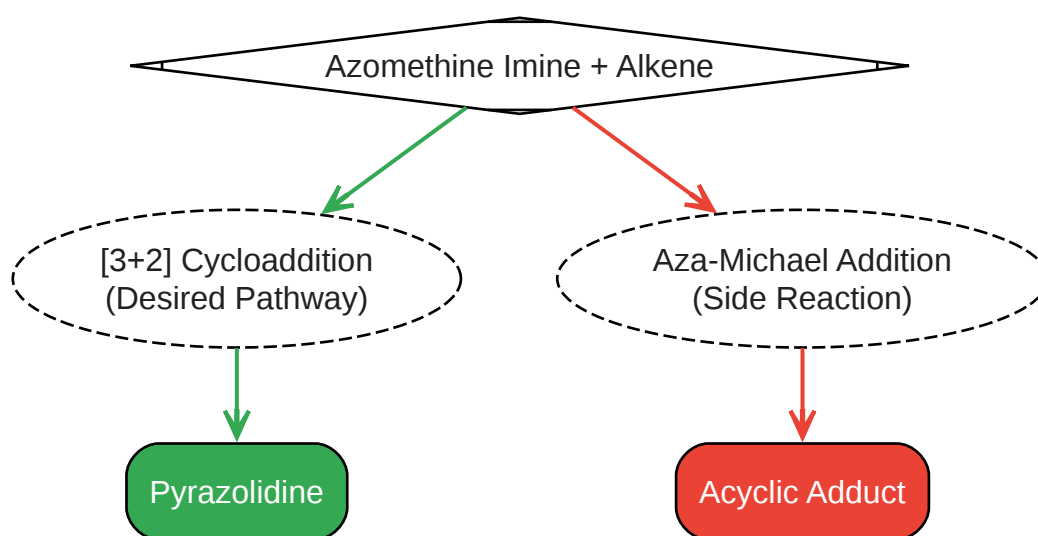 Azomethine Imine + Alkene
[3+2] Cycloaddition
(Desired Pathway)
Aza-Michael Addition
(Side Reaction)
Pyrazolidine
Acyclic Adduct